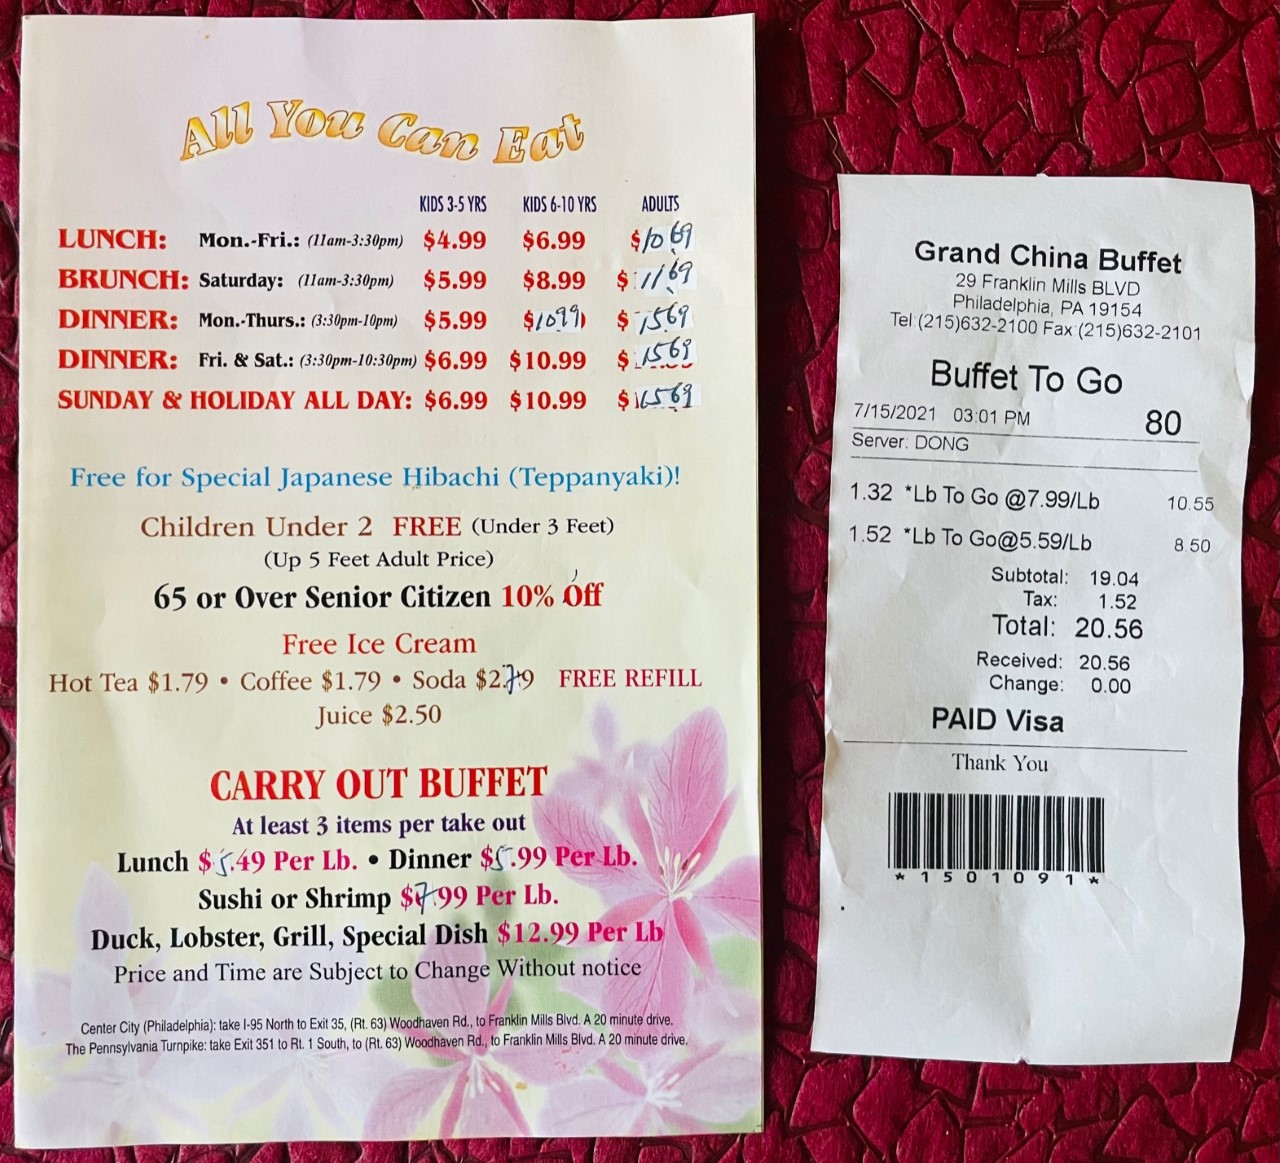 All You Can Eat
KIDS 3-5 YRS KIDS 6-10 YRS ADULTS
LUNCH: Mon.-Fri.: (11am-3:30pm) $4.99 $6.99 $10.69
BRUNCH: Saturday: (11am-3:30pm) $5.99 $8.99 $11.69
DINNER: Mon.-Thurs.: (3:30pm-10pm) $5.99 $10.99 $15.69
DINNER: Fri. & Sat.: (3:30pm-10:30pm) $6.99 $10.99 $15.69
SUNDAY & HOLIDAY ALL DAY: $6.99 $10.99 $16.569
Free for Special Japanese Hibachi (Teppanyaki)!
Children Under 2 FREE (Under 3 Feet)
(Up 5 Feet Adult Price)
65 or Over Senior Citizen 10% Off
Free Ice Cream
Hot Tea $1.79 • Coffee $1.79 • Soda $2.79 FREE REFILL
Juice $2.50
CARRY OUT BUFFET
At least 3 items per take out
Lunch $5.49 Per Lb. • Dinner $5.99 Per Lb.
Sushi or Shrimp $7.99 Per Lb.
Duck, Lobster, Grill, Special Dish $12.99 Per Lb
Price and Time are Subject to Change Without notice
Center City (Philadelphia): take I-95 North to Exit 35, (Rt. 63) Woodhaven Rd., to Franklin Mills Blvd. A 20 minute drive.
The Pennsylvania Turnpike: take Exit 351 to Rt. 1 South, to (Rt. 63) Woodhaven Rd., to Franklin Mills Blvd. A 20 minute drive.
Grand China Buffet
29 Franklin Mills BLVD
Philadelphia, PA 19154
Tel:(215)632-2100 Fax:(215)632-2101
Buffet To Go
7/15/2021 03:01 PM 80
Server: DONG
1.32 *Lb To Go @7.99/Lb 10.55
1.52 *Lb To Go@5.59/Lb 8.50
Subtotal: 19.04
Tax: 1.52
Total: 20.56
Received: 20.56
Change: 0.00
PAID Visa
Thank You
*1501091*